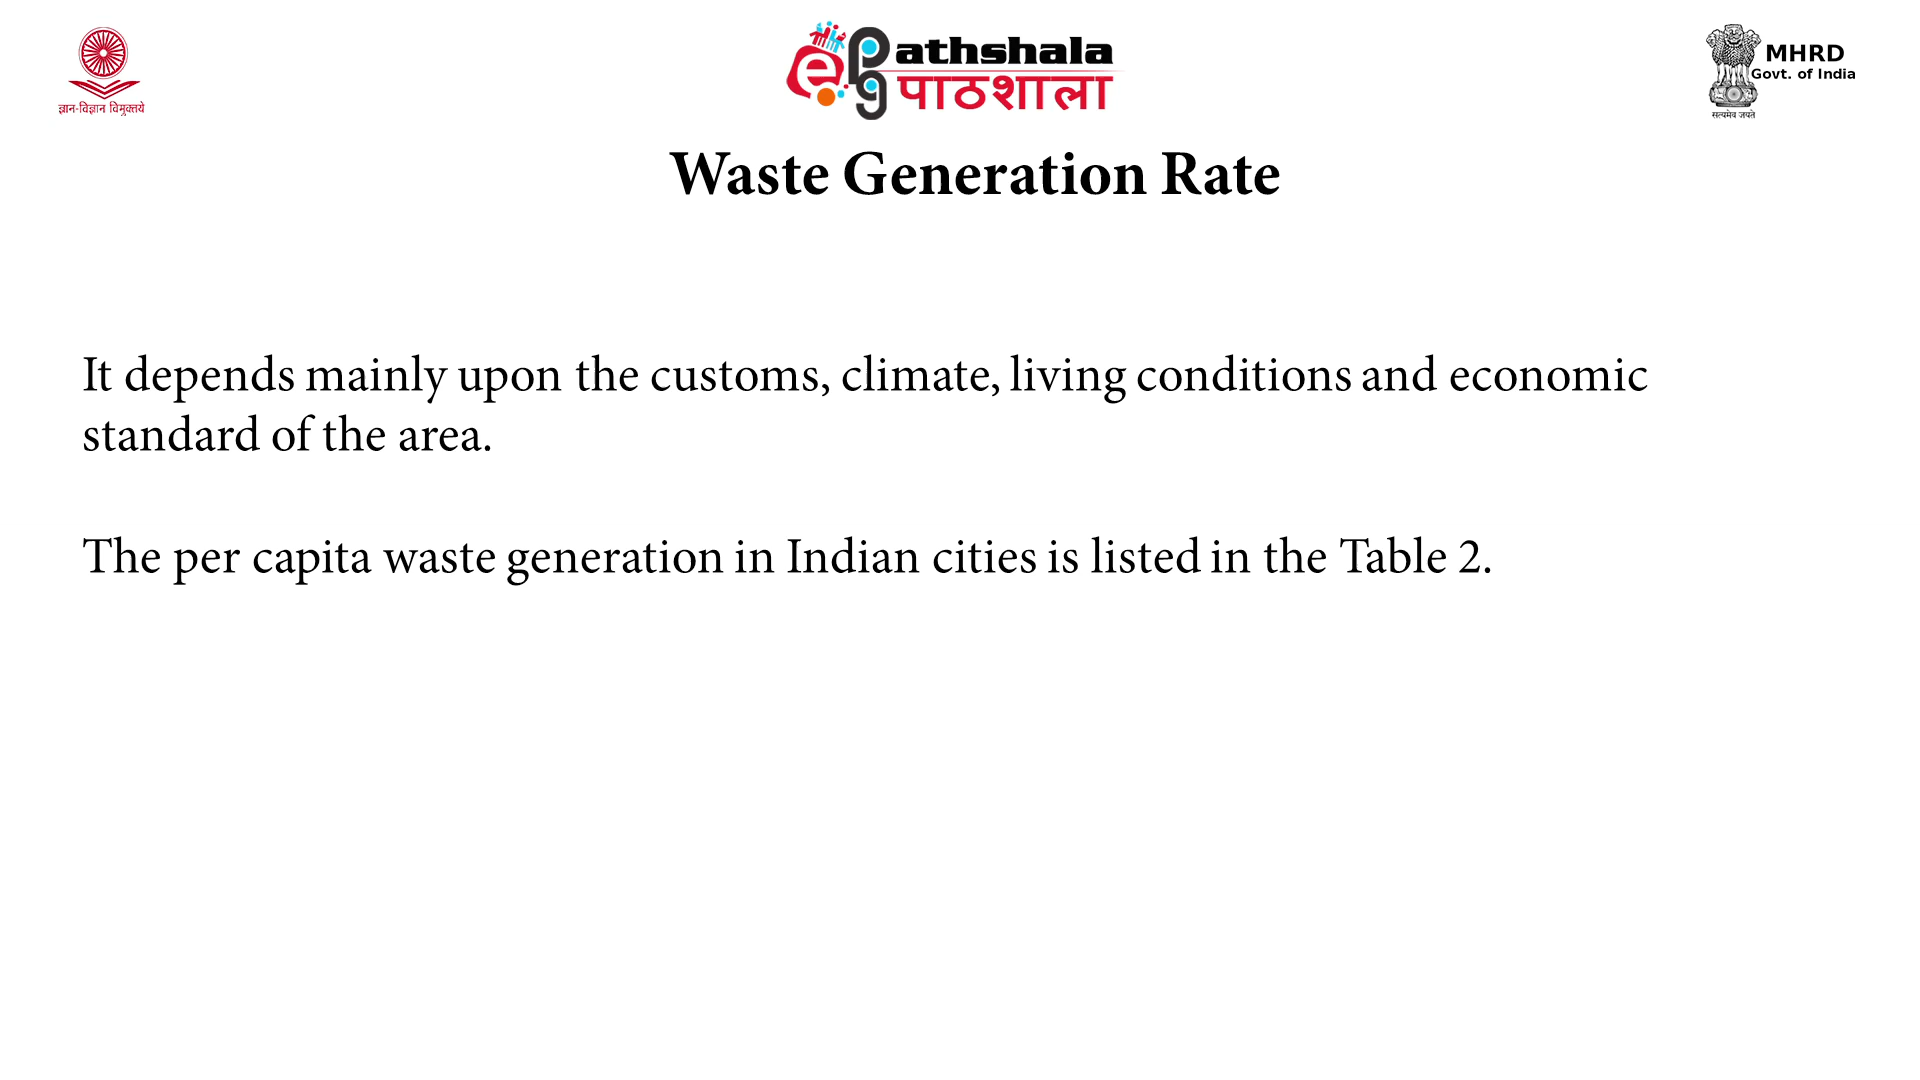 ज्ञान-विज्ञान विमुक्तये
ePathshala
पाठशाला
MHRD
Govt. of India
सत्यमेव जयते
Waste Generation Rate
It depends mainly upon the customs, climate, living conditions and economic
standard of the area.
The per capita waste generation in Indian cities is listed in the Table 2.